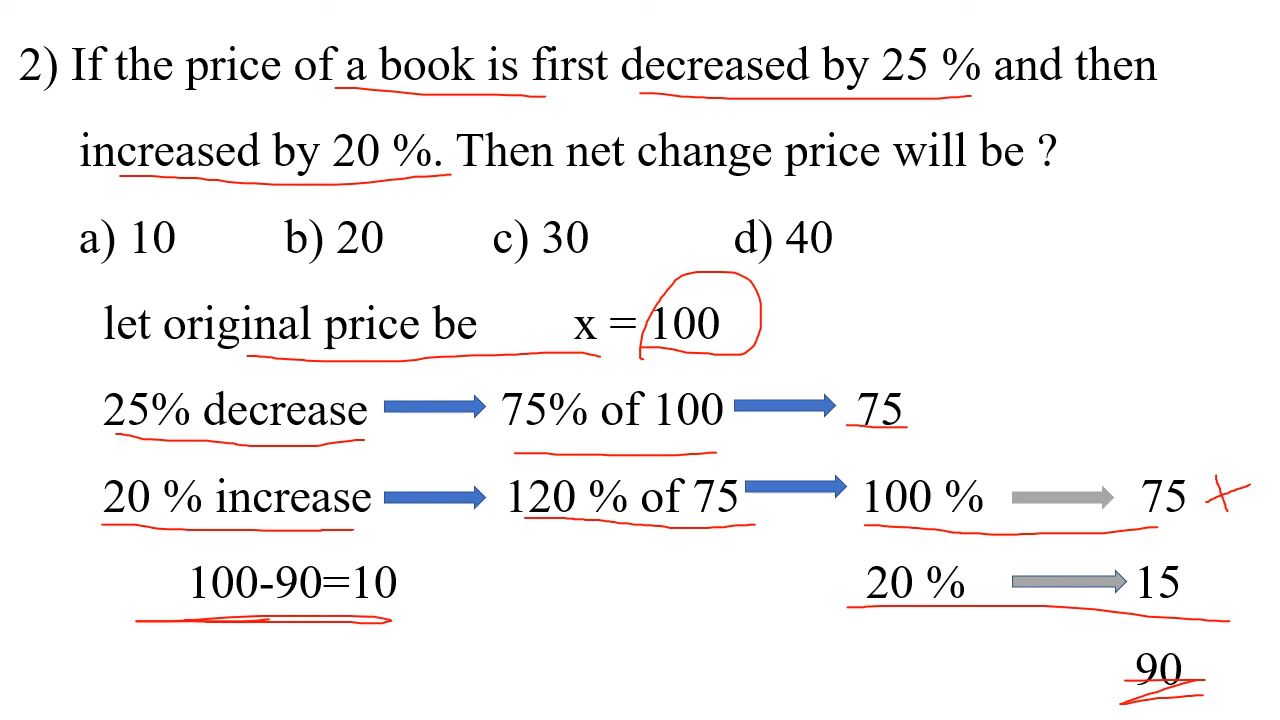 2) If the price of a book is first decreased by 25 % and then
increased by 20 %. Then net change price will be ?
a) 10 b) 20 c) 30 d) 40
let original price be x = 100
25% decrease 75% of 100 75
20 % increase 120 % of 75 100 % 75 +
100-90=10 20 % 15
90